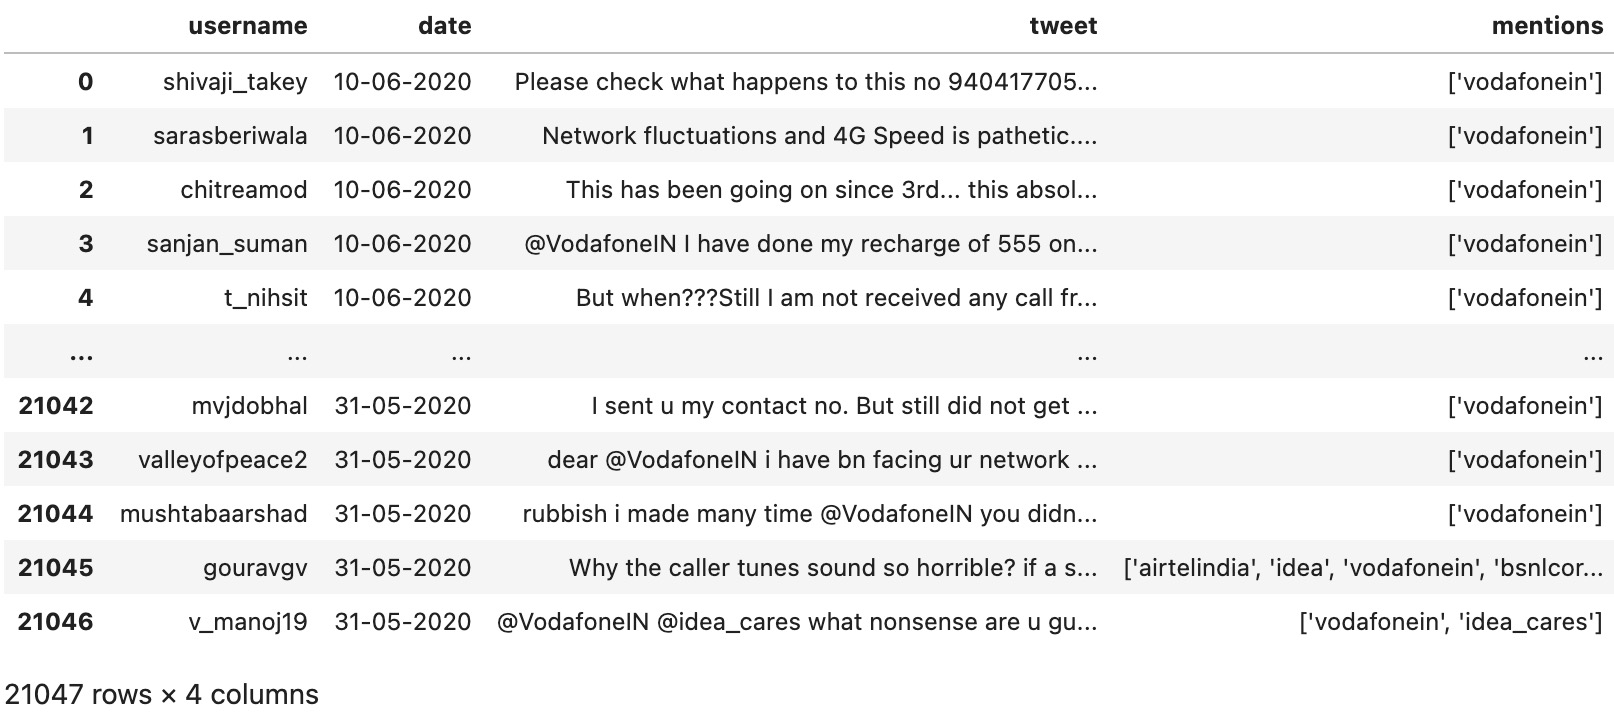 username date tweet mentions
0 shivaji_takey 10-06-2020 Please check what happens to this no 940417705... ['vodafonein']
1 sarasberiwala 10-06-2020 Network fluctuations and 4G Speed is pathetic.... ['vodafonein']
2 chitreamod 10-06-2020 This has been going on since 3rd... this absol... ['vodafonein']
3 sanjan_suman 10-06-2020 @VodafoneIN I have done my recharge of 555 on... ['vodafonein']
4 t_nihsit 10-06-2020 But when???Still I am not received any call fr... ['vodafonein']
... ... ... ... ...
21042 mvjdobhal 31-05-2020 I sent u my contact no. But still did not get ... ['vodafonein']
21043 valleyofpeace2 31-05-2020 dear @VodafoneIN i have bn facing ur network ... ['vodafonein']
21044 mushtabaarshad 31-05-2020 rubbish i made many time @VodafoneIN you didn... ['vodafonein']
21045 gouravgv 31-05-2020 Why the caller tunes sound so horrible? if a s... ['airtelindia', 'idea', 'vodafonein', 'bsnlcor...
21046 v_manoj19 31-05-2020 @VodafoneIN @idea_cares what nonsense are u gu... ['vodafonein', 'idea_cares']
21047 rows × 4 columns